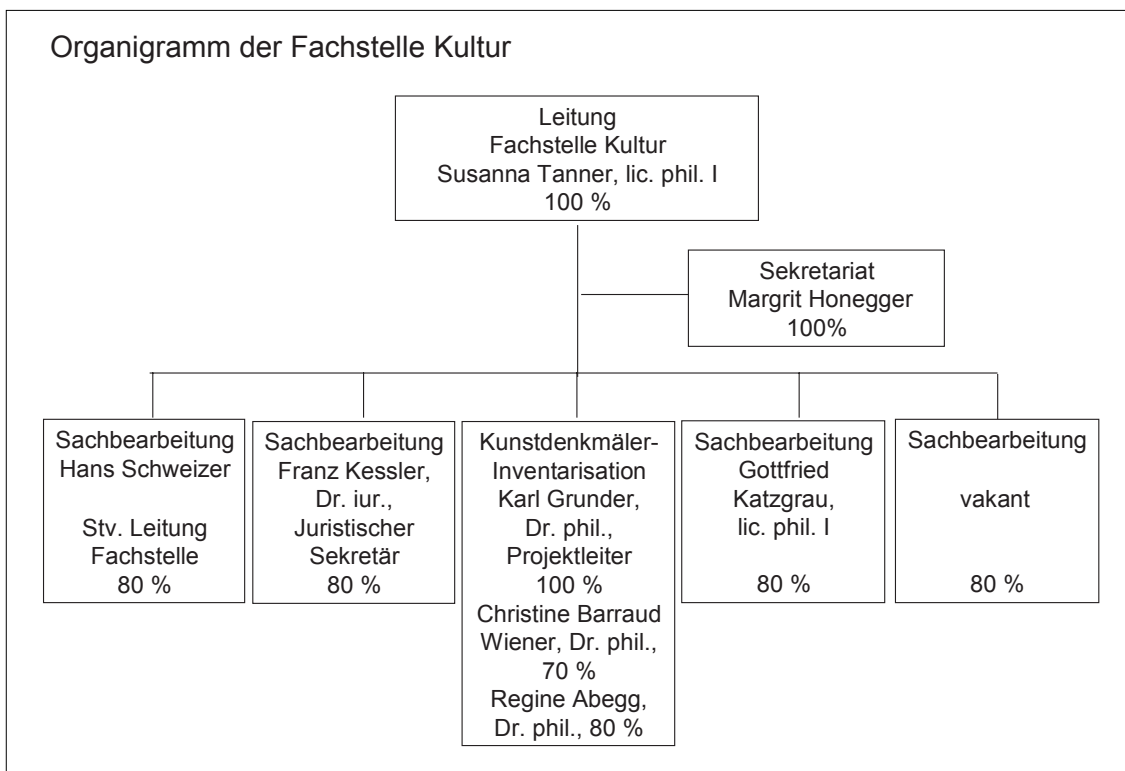 Organigramm der Fachstelle Kultur
Leitung
Fachstelle Kultur
Susanna Tanner, lic. phil. I
100 %
Sekretariat
Margrit Honegger
100%
Sachbearbeitung
Hans Schweizer
Stv. Leitung
Fachstelle
80 %
Sachbearbeitung
Franz Kessler,
Dr. iur.,
Juristischer
Sekretär
80 %
Kunstdenkmäler-
Inventarisation
Karl Grunder,
Dr. phil.,
Projektleiter
100 %
Christine Barraud
Wiener, Dr. phil.,
70 %
Regine Abegg,
Dr. phil., 80 %
Sachbearbeitung
Gottfried
Katzgrau,
lic. phil. I
80 %
Sachbearbeitung
vakant
80 %